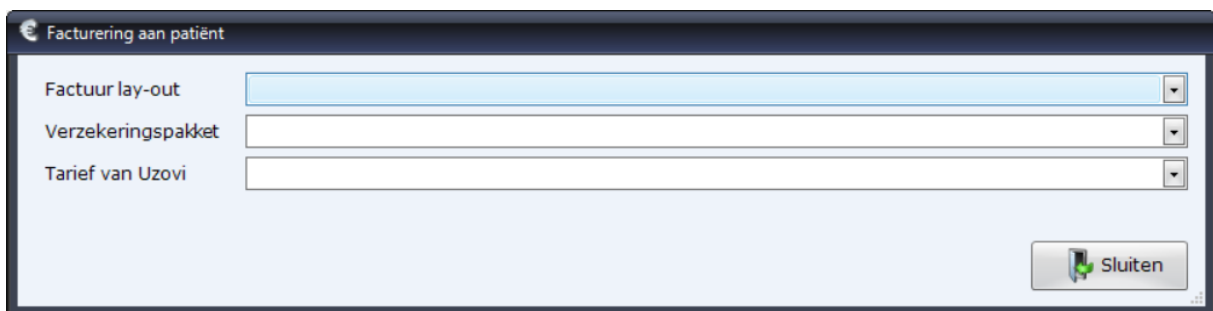 Facturering aan patiënt
Factuur lay-out
Verzekeringspakket
Tarief van Uzovi
Sluiten